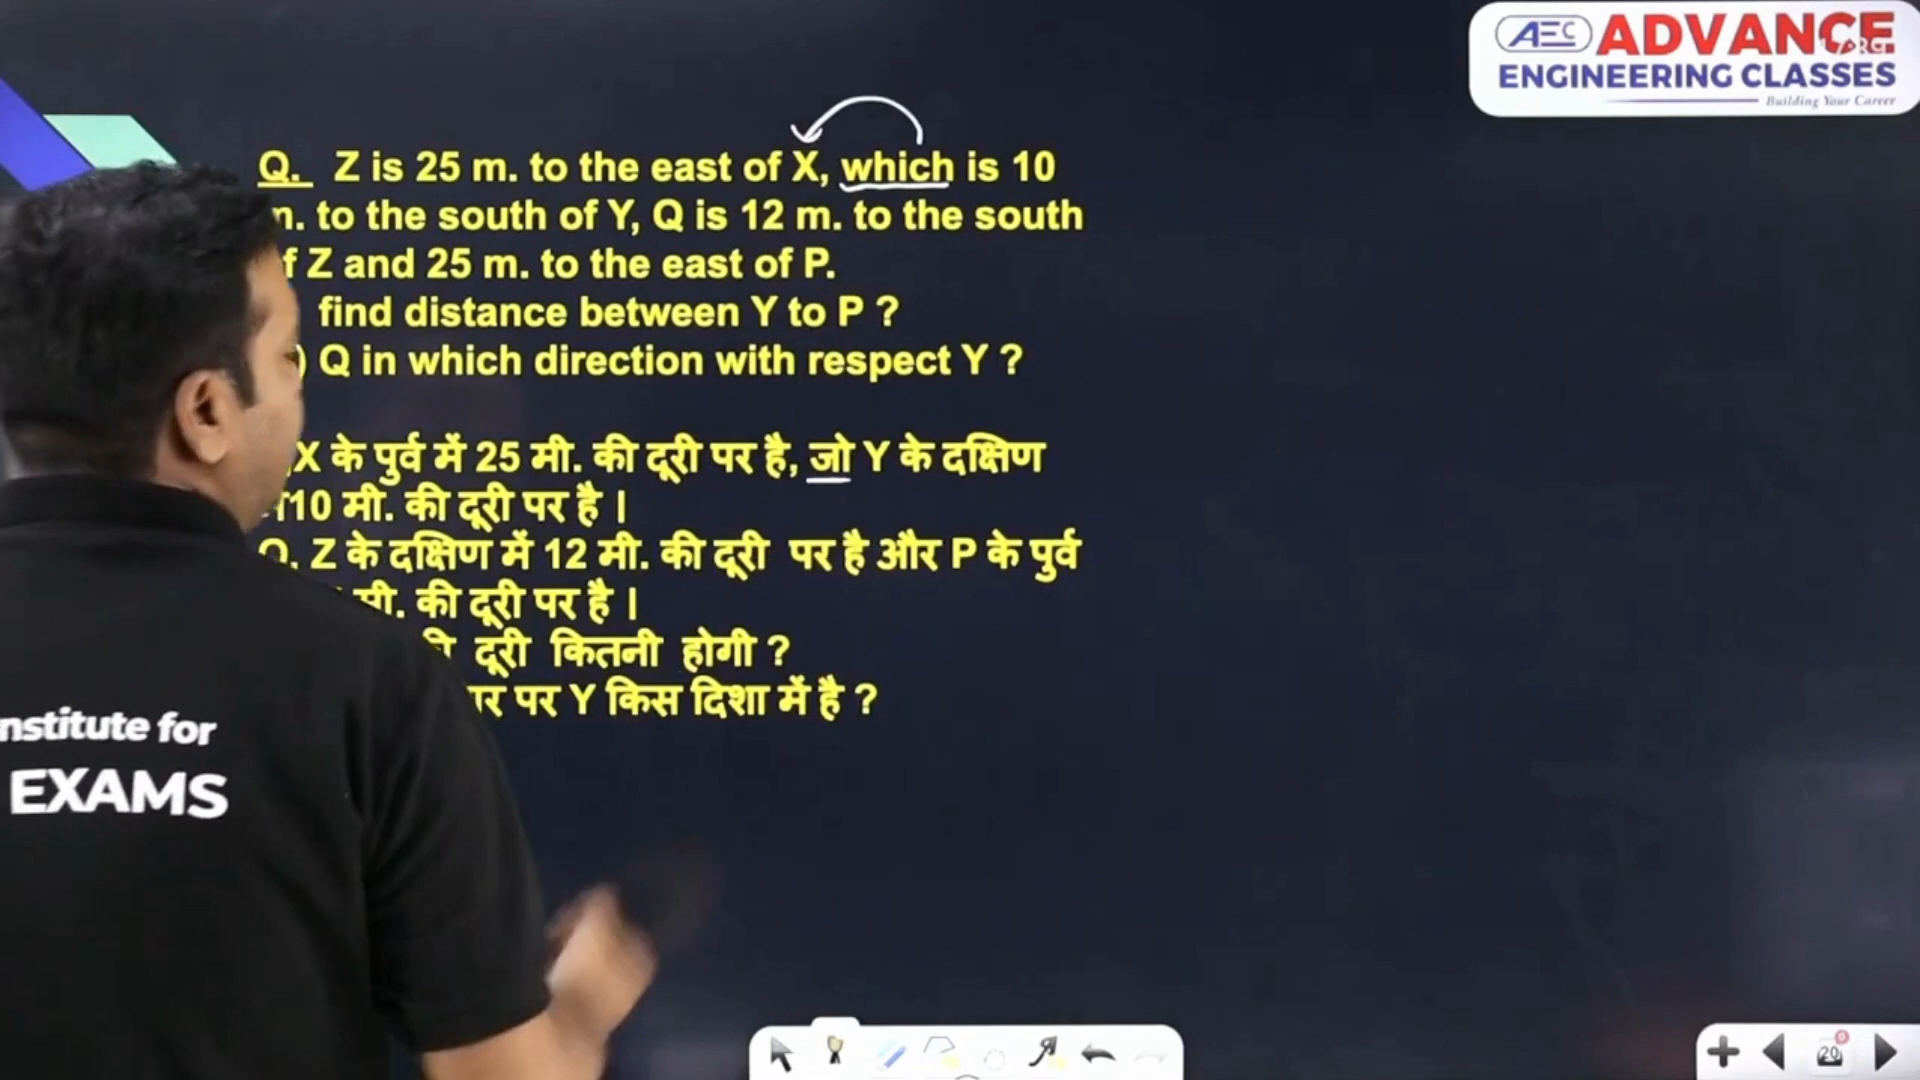 AEC ADVANCE
ENGINEERING CLASSES
Building Your Career
Q. Z is 25 m. to the east of X, which is 10
m. to the south of Y, Q is 12 m. to the south
f Z and 25 m. to the east of P.
find distance between Y to P ?
) Q in which direction with respect Y ?
X के पुर्व में 25 मी. की दूरी पर है, जो Y के दक्षिण
10 मी. की दूरी पर है |
Q. Z के दक्षिण में 12 मी. की दूरी पर है और P के पुर्व
मी. की दूरी पर है |
दूरी कितनी होगी ?
पर Y किस दिशा में है ?
nstitute for
EXAMS
20